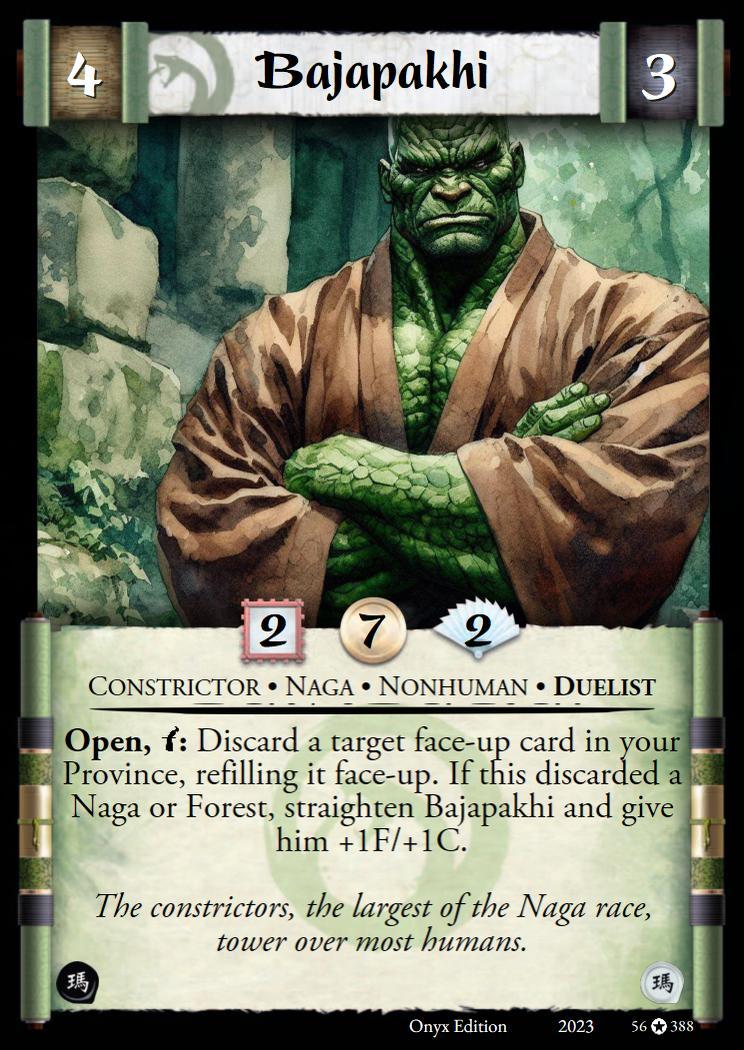 4
Bajapakhi
3
2
7
2
Constrictor • Naga • Nonhuman • Duelist
Open, : Discard a target face-up card in your
Province, refilling it face-up. If this discarded a
Naga or Forest, straighten Bajapakhi and give
him +1F/+1C.
The constrictors, the largest of the Naga race,
tower over most humans.
瑪
瑪
Onyx Edition 2023 56 ✪ 388